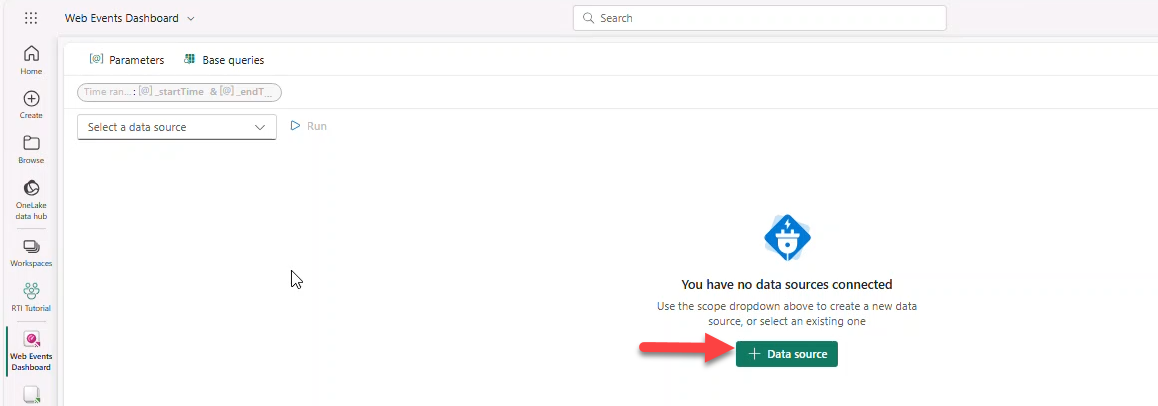 Web Events Dashboard
Search
Home
Create
Browse
OneLake
data hub
Workspaces
RTI Tutorial
Web Events
Dashboard
[@] Parameters
Base queries
Time ran... : [@] _startTime & [@] _endT...
Select a data source
Run
You have no data sources connected
Use the scope dropdown above to create a new data
source, or select an existing one
+ Data source